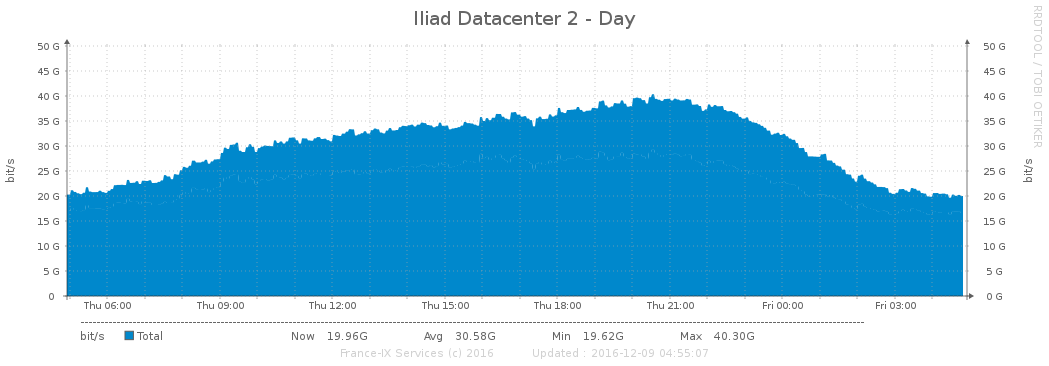 Iliad Datacenter 2 - Day
RRDTOOL / TOBI OETIKER
50 G 50 G
45 G 45 G
40 G 40 G
35 G 35 G
30 G 30 G
25 G 25 G
20 G 20 G
15 G 15 G
10 G 10 G
5 G 5 G
0 0 G
bit/s bit/s
Thu 06:00 Thu 09:00 Thu 12:00 Thu 15:00 Thu 18:00 Thu 21:00 Fri 00:00 Fri 03:00
bit/s Total Now 19.96G Avg 30.58G Min 19.62G Max 40.30G
France-IX Services (c) 2016 Updated : 2016-12-09 04:55:07